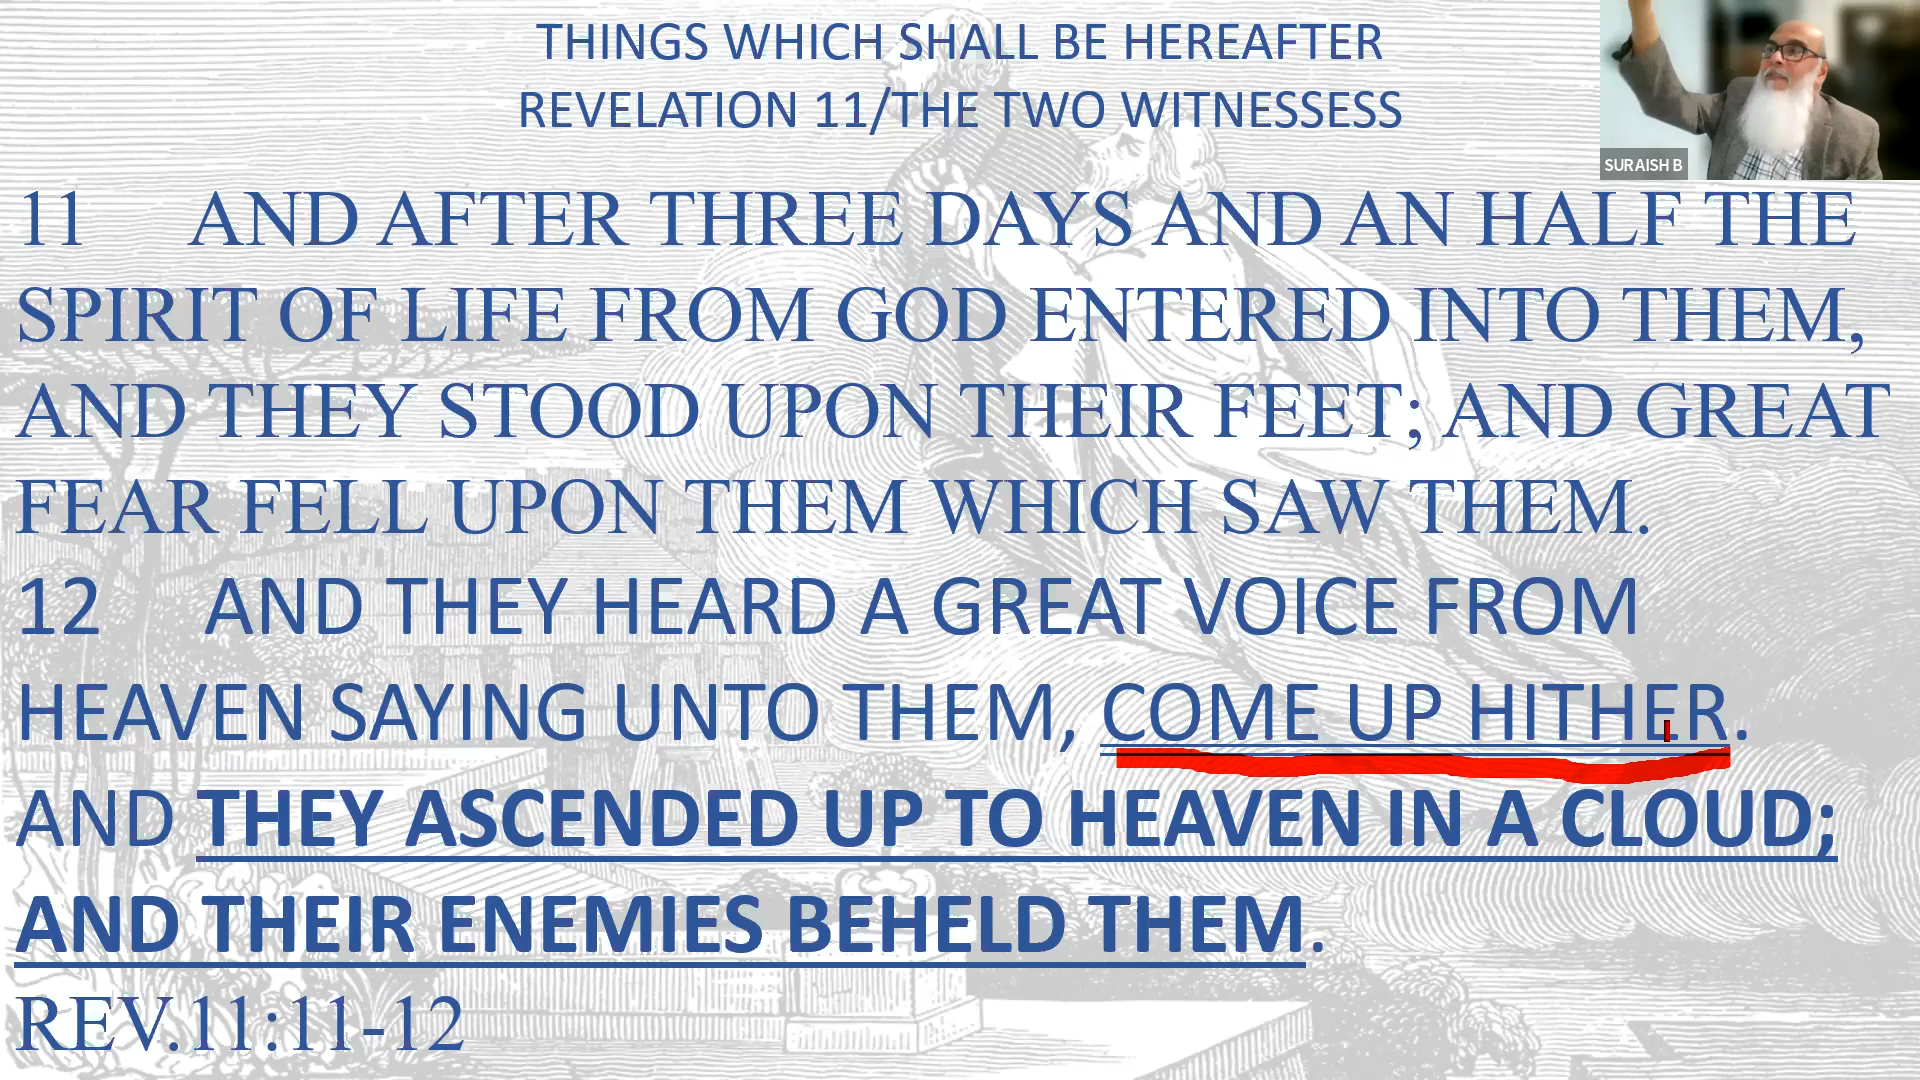 THINGS WHICH SHALL BE HEREAFTER
REVELATION 11/THE TWO WITNESSESS
SURAISH B
11 AND AFTER THREE DAYS AND AN HALF THE
SPIRIT OF LIFE FROM GOD ENTERED INTO THEM,
AND THEY STOOD UPON THEIR FEET; AND GREAT
FEAR FELL UPON THEM WHICH SAW THEM.
12 AND THEY HEARD A GREAT VOICE FROM
HEAVEN SAYING UNTO THEM, COME UP HITHER.
AND THEY ASCENDED UP TO HEAVEN IN A CLOUD;
AND THEIR ENEMIES BEHELD THEM.
REV.11:11-12